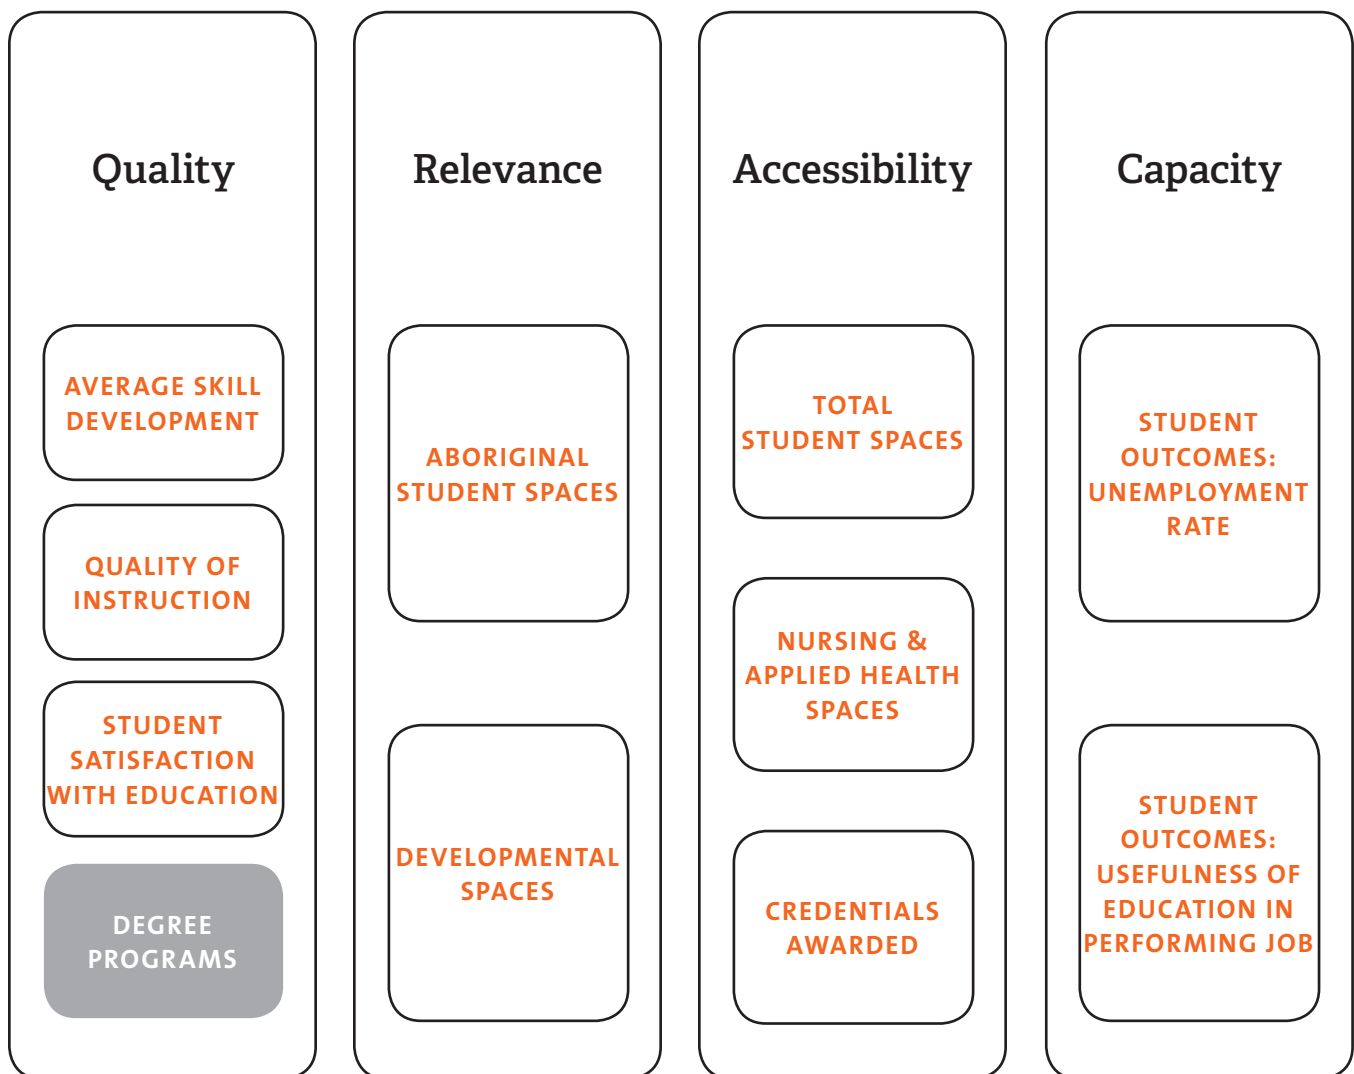 Quality
AVERAGE SKILL
DEVELOPMENT
QUALITY OF
INSTRUCTION
STUDENT
SATISFACTION
WITH EDUCATION
DEGREE
PROGRAMS
Relevance
ABORIGINAL
STUDENT SPACES
DEVELOPMENTAL
SPACES
Accessibility
TOTAL
STUDENT SPACES
NURSING &
APPLIED HEALTH
SPACES
CREDENTIALS
AWARDED
Capacity
STUDENT
OUTCOMES:
UNEMPLOYMENT
RATE
STUDENT
OUTCOMES:
USEFULNESS OF
EDUCATION IN
PERFORMING JOB